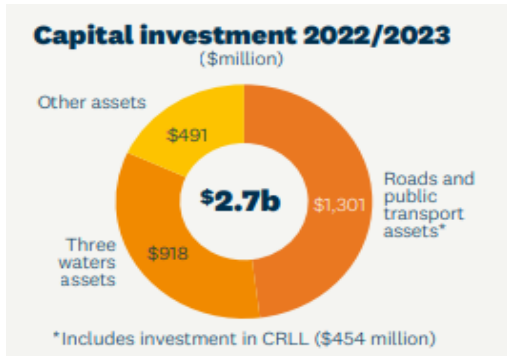 Capital investment 2022/2023
($million)
Other assets
$491
$2.7b
$1,301
Roads and
public
transport
assets*
Three
waters
assets
$918
*Includes investment in CRLL ($454 million)